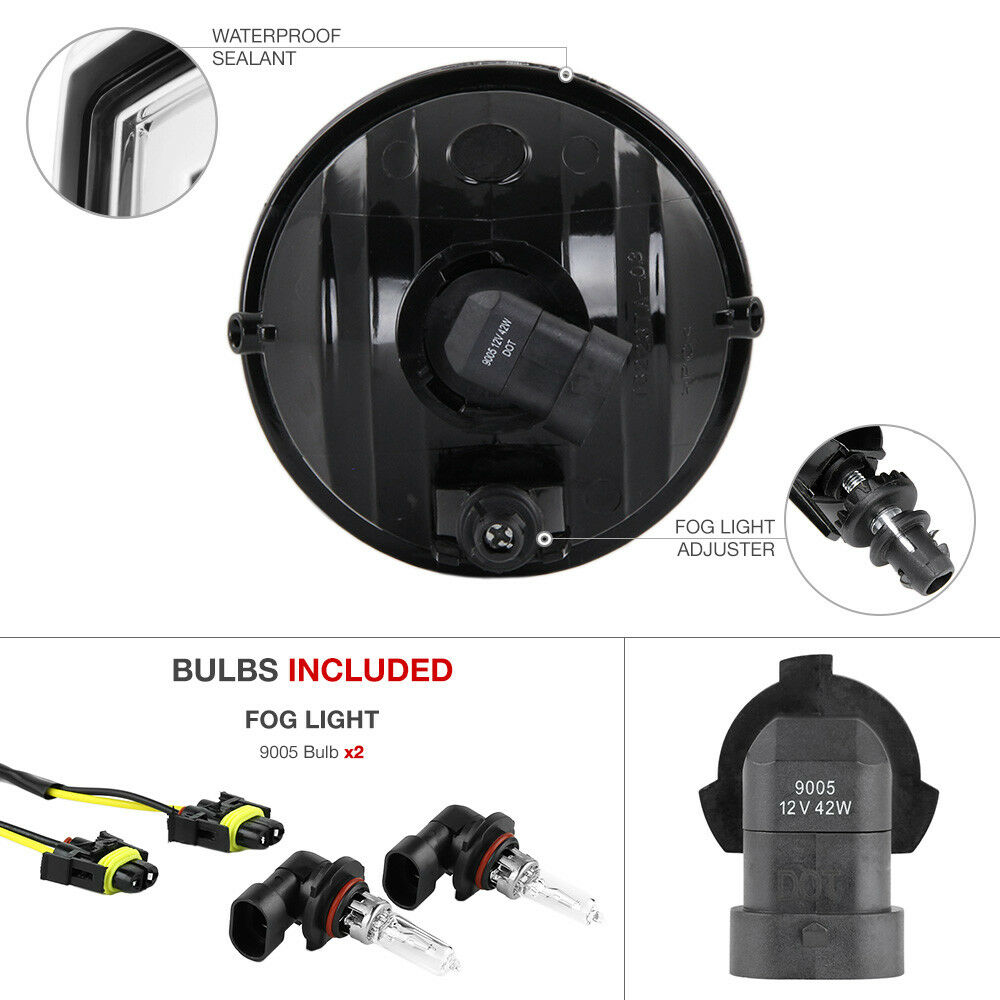 WATERPROOF
SEALANT
9005 12V 42W
DOT
FOG LIGHT
ADJUSTER
BULBS INCLUDED
FOG LIGHT
9005 Bulb x2
9005
12V 42W
DOT